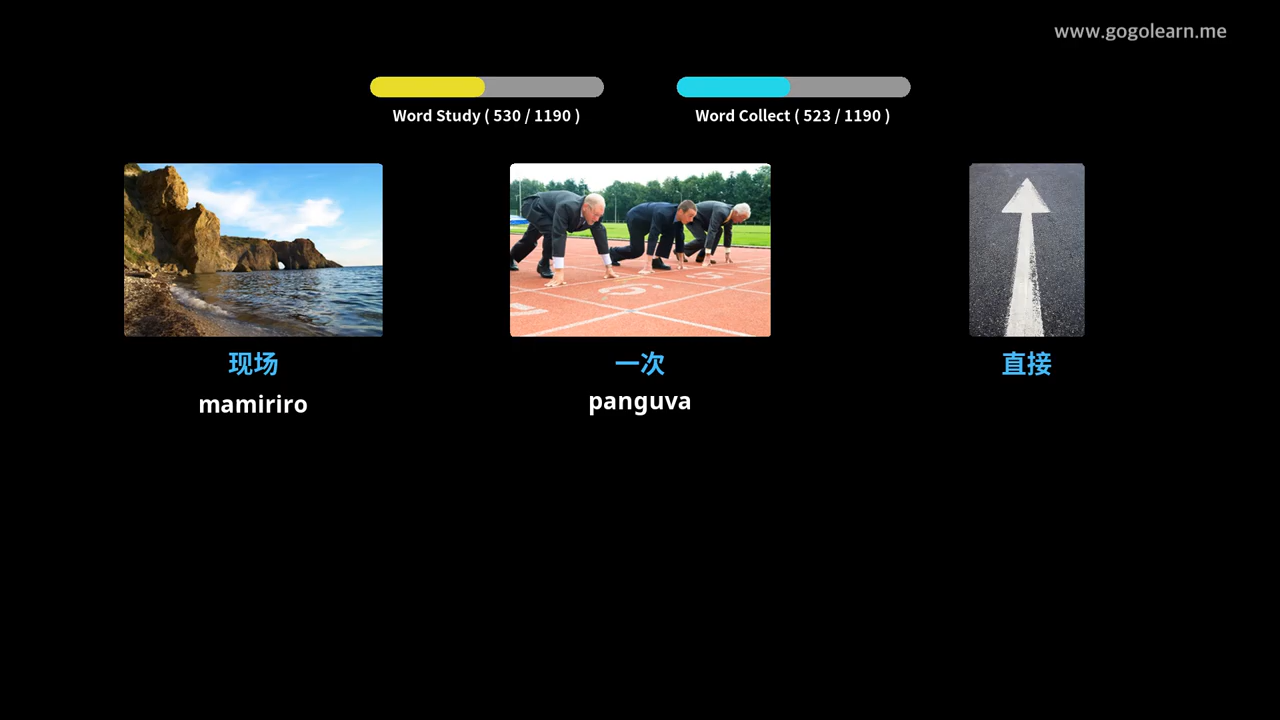 www.gogolearn.me
Word Study ( 530 / 1190 )
Word Collect ( 523 / 1190 )
现场
一次
直接
mamiriro
panguva